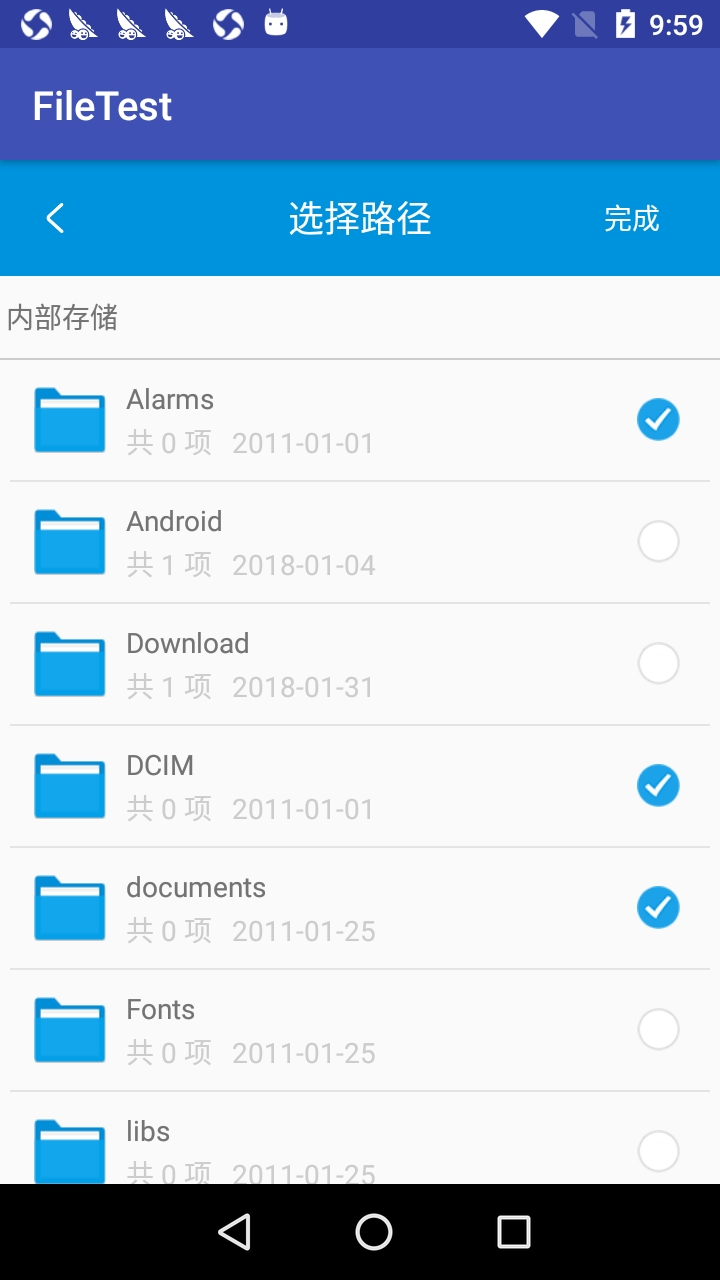 9:59
FileTest
选择路径
完成
内部存储
Alarms
共 0 项 2011-01-01
Android
共 1 项 2018-01-04
Download
共 1 项 2018-01-31
DCIM
共 0 项 2011-01-01
documents
共 0 项 2011-01-25
Fonts
共 0 项 2011-01-25
libs
共 0 项 2011-01-25